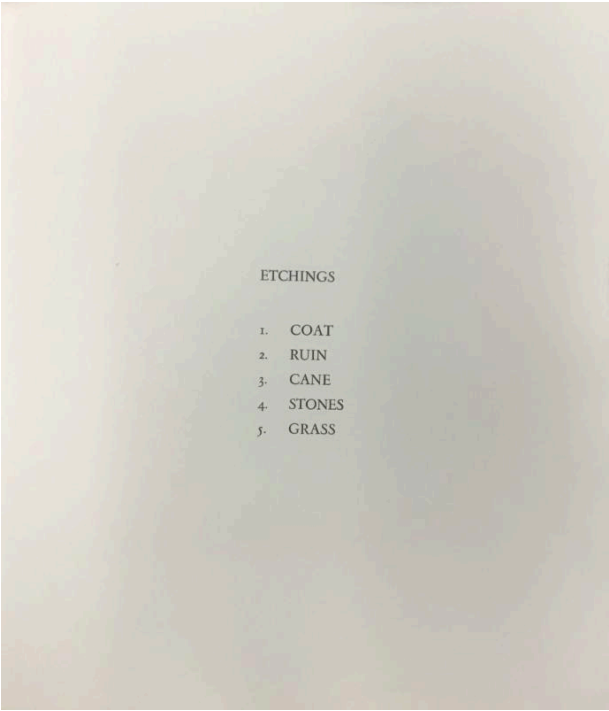 ETCHINGS
1. COAT
2. RUIN
3. CANE
4. STONES
5. GRASS